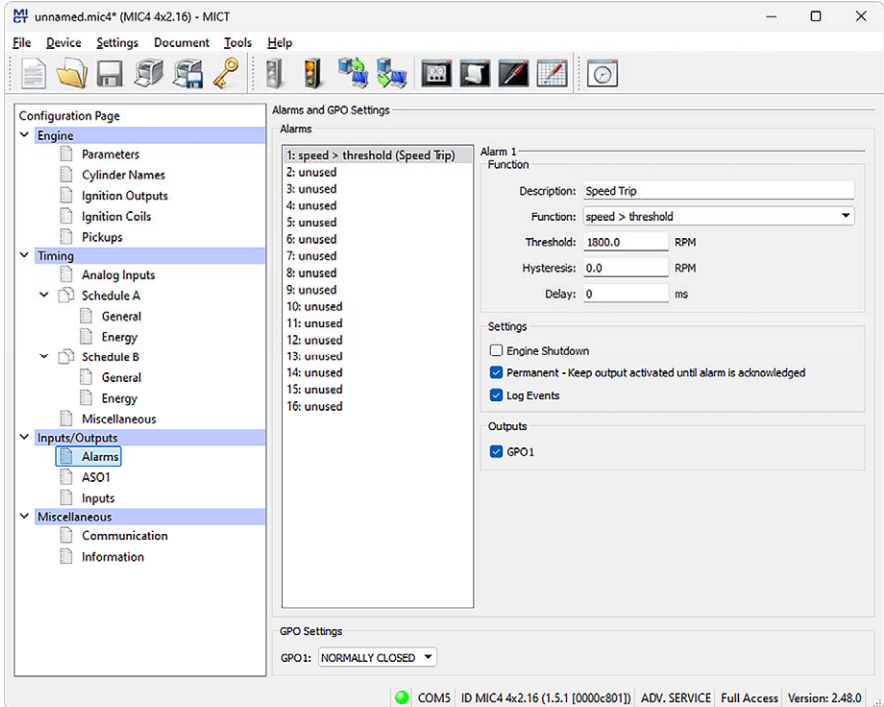 MICT unnamed.mic4* (MIC4 4x2.16) - MICT
File Device Settings Document Tools Help
Configuration Page
Engine
Parameters
Cylinder Names
Ignition Outputs
Ignition Coils
Pickups
Timing
Analog Inputs
Schedule A
General
Energy
Schedule B
General
Energy
Miscellaneous
Inputs/Outputs
Alarms
ASO1
Inputs
Miscellaneous
Communication
Information
Alarms and GPO Settings
Alarms
1: speed > threshold (Speed Trip)
2: unused
3: unused
4: unused
5: unused
6: unused
7: unused
8: unused
9: unused
10: unused
11: unused
12: unused
13: unused
14: unused
15: unused
16: unused
Alarm 1
Function
Description: Speed Trip
Function: speed > threshold
Threshold: 1800.0 RPM
Hysteresis: 0.0 RPM
Delay: 0 ms
Settings
Engine Shutdown
Permanent - Keep output activated until alarm is acknowledged
Log Events
Outputs
GPO1
GPO Settings
GPO1: NORMALLY CLOSED
COM5 ID MIC4 4x2.16 (1.5.1 [0000c801]) ADV. SERVICE Full Access Version: 2.48.0